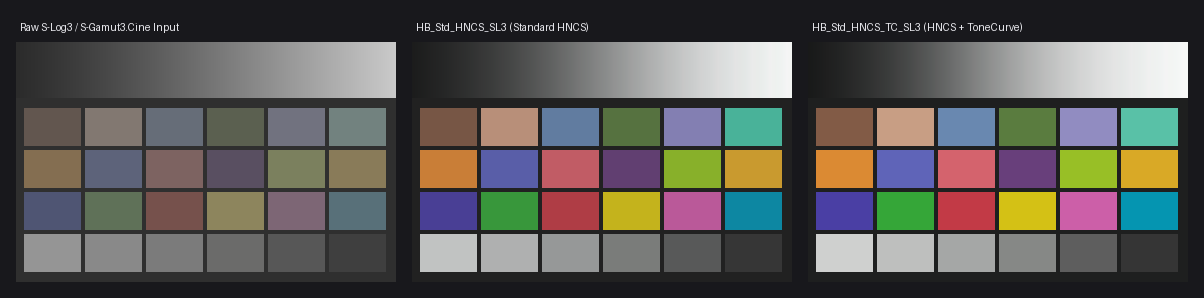 Raw S-Log3 / S-Gamut3.Cine Input
HB_Std_HNCS_SL3 (Standard HNCS)
HB_Std_HNCS_TC_SL3 (HNCS + ToneCurve)